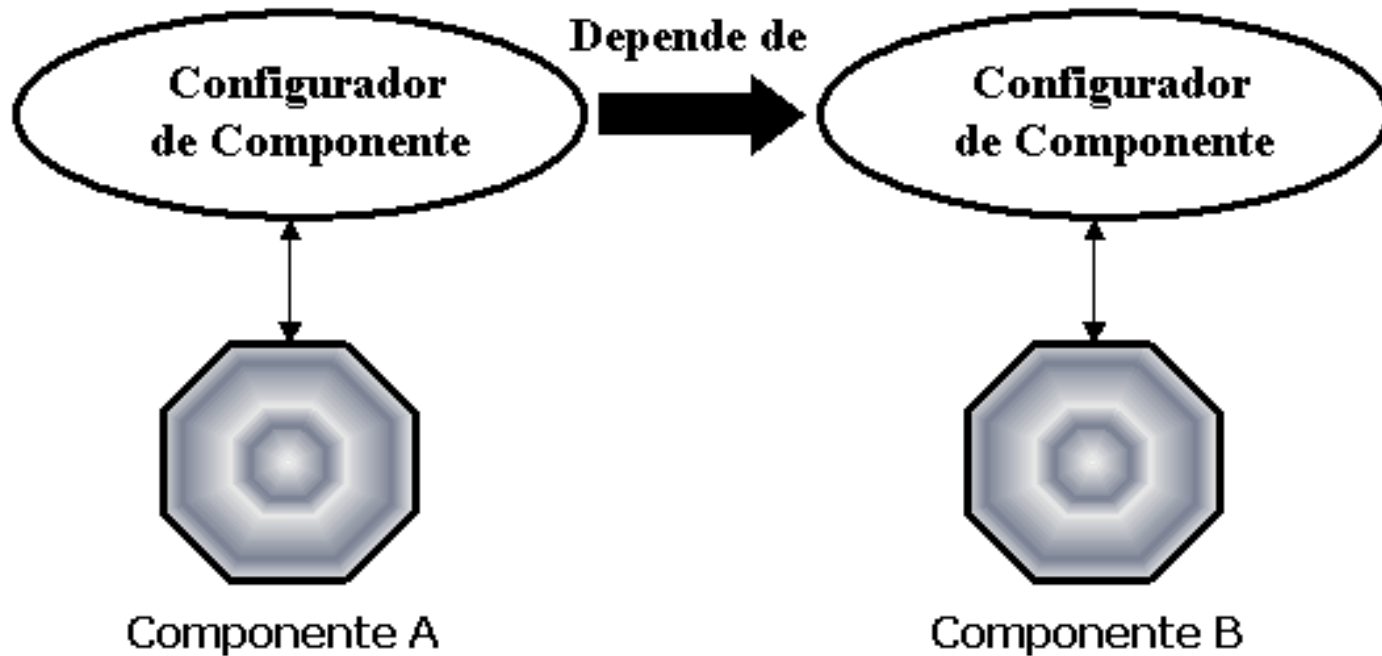 Depende de
Configurador
de Componente
Configurador
de Componente
Componente A
Componente B